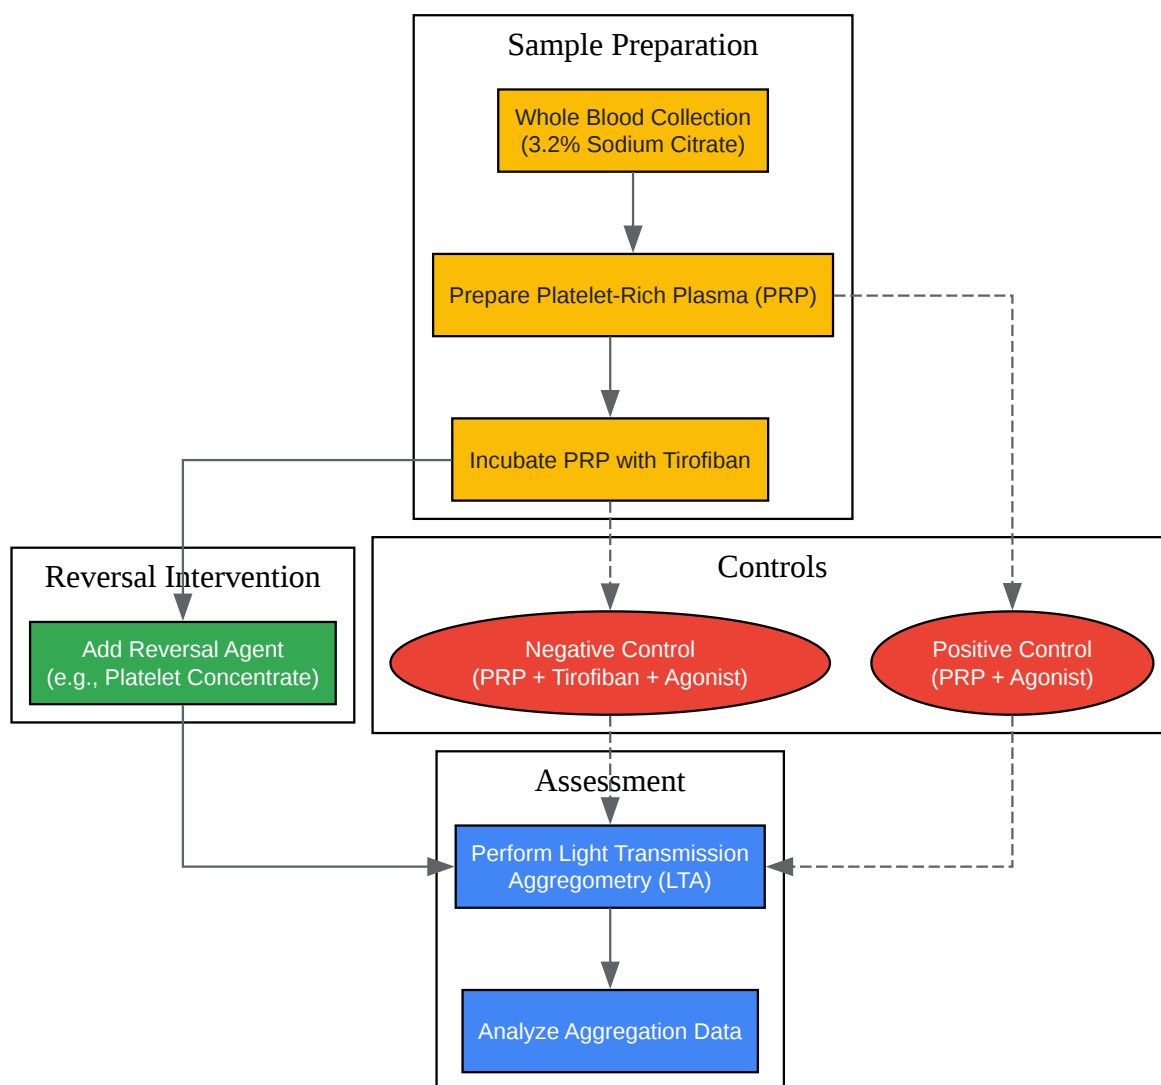 Sample Preparation
Whole Blood Collection
(3.2% Sodium Citrate)
Prepare Platelet-Rich Plasma (PRP)
Incubate PRP with Tirofiban
Reversal Intervention
Add Reversal Agent
(e.g., Platelet Concentrate)
Controls
Negative Control
(PRP + Tirofiban + Agonist)
Positive Control
(PRP + Agonist)
Assessment
Perform Light Transmission
Aggregometry (LTA)
Analyze Aggregation Data